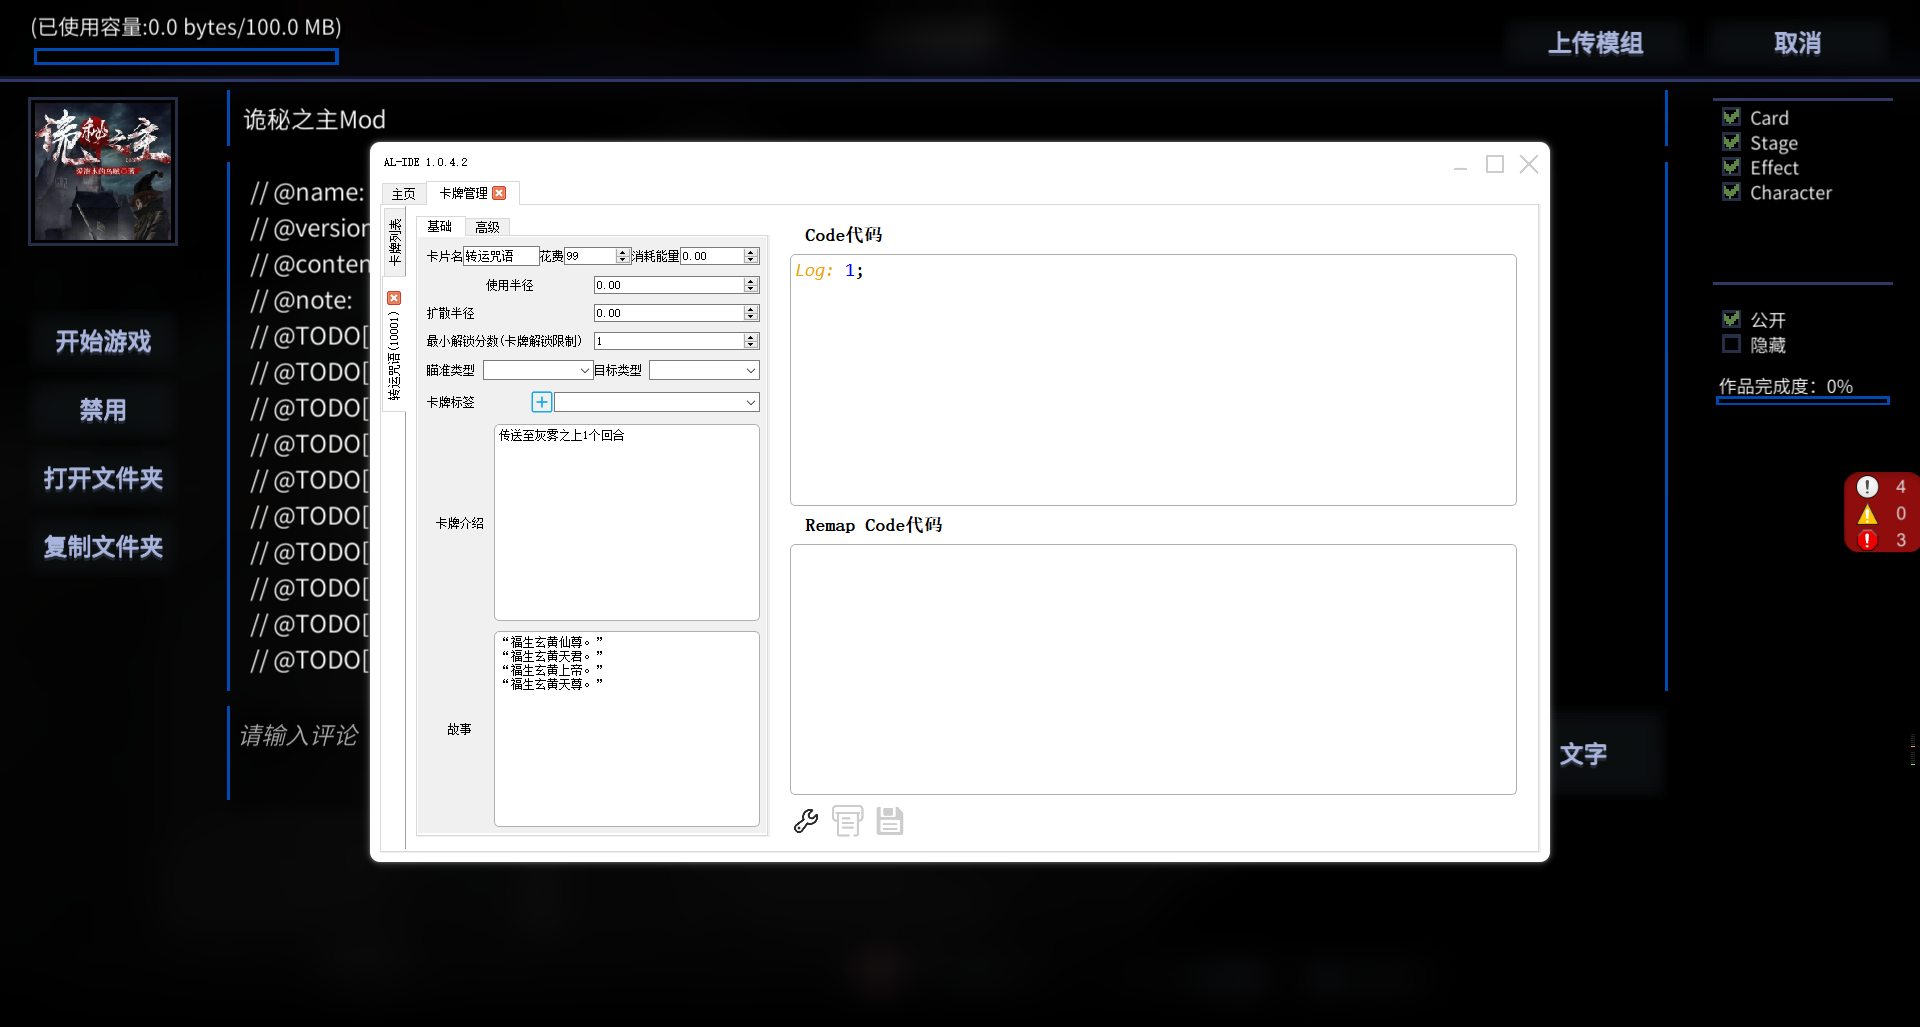 (已使用容量:0.0 bytes/100.0 MB)
上传模组
取消
诡秘之主
爱潜水的乌贼 著
诡秘之主Mod
// @name:
// @version
// @conten
// @note:
// @TODO[
// @TODO[
// @TODO[
// @TODO[
// @TODO[
// @TODO[
// @TODO[
// @TODO[
// @TODO[
// @TODO[
请输入评论
开始游戏
禁用
打开文件夹
复制文件夹
AL-IDE 1.0.4.2
主页
卡牌管理
卡牌列表
转运咒语(10001)
基础
高级
卡片名 转运咒语 花费 99 消耗能量 0.00
使用半径 0.00
扩散半径 0.00
最小解锁分数(卡牌解锁限制) 1
瞄准类型 目标类型
卡牌标签
卡牌介绍
传送至灰雾之上1个回合
故事
“福生玄黄仙尊。”
“福生玄黄天君。”
“福生玄黄上帝。”
“福生玄黄天尊。”
Code代码
Log: 1;
Remap Code代码
Card
Stage
Effect
Character
公开
隐藏
作品完成度：0%
4
0
3
文字